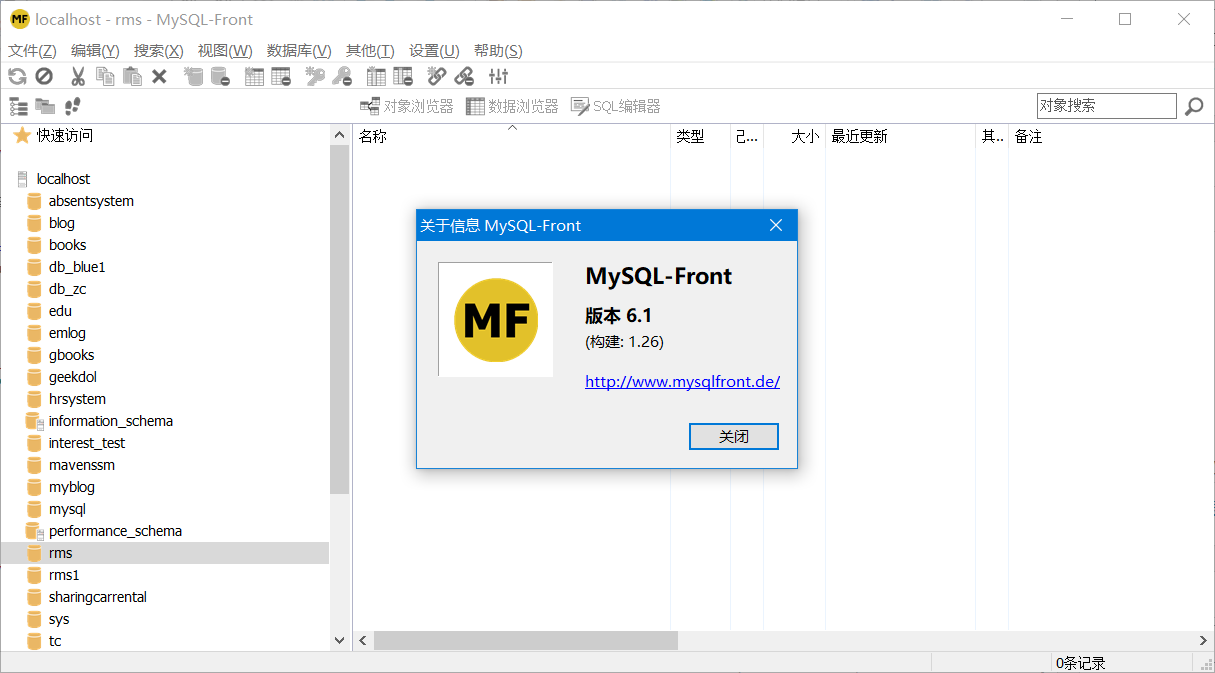 MF localhost - rms - MySQL-Front
文件(Z) 编辑(Y) 搜索(X) 视图(W) 数据库(V) 其他(T) 设置(U) 帮助(S)
对象浏览器 数据浏览器 SQL编辑器 对象搜索
快速访问
localhost
absentsystem
blog
books
db_blue1
db_zc
edu
emlog
gbooks
geekdol
hrsystem
information_schema
interest_test
mavenssm
myblog
mysql
performance_schema
rms
rms1
sharingcarrental
sys
tc
名称 类型 己... 大小 最近更新 其.. 备注
关于信息 MySQL-Front
MF
MySQL-Front
版本 6.1
(构建: 1.26)
http://www.mysqlfront.de/
关闭
0条记录